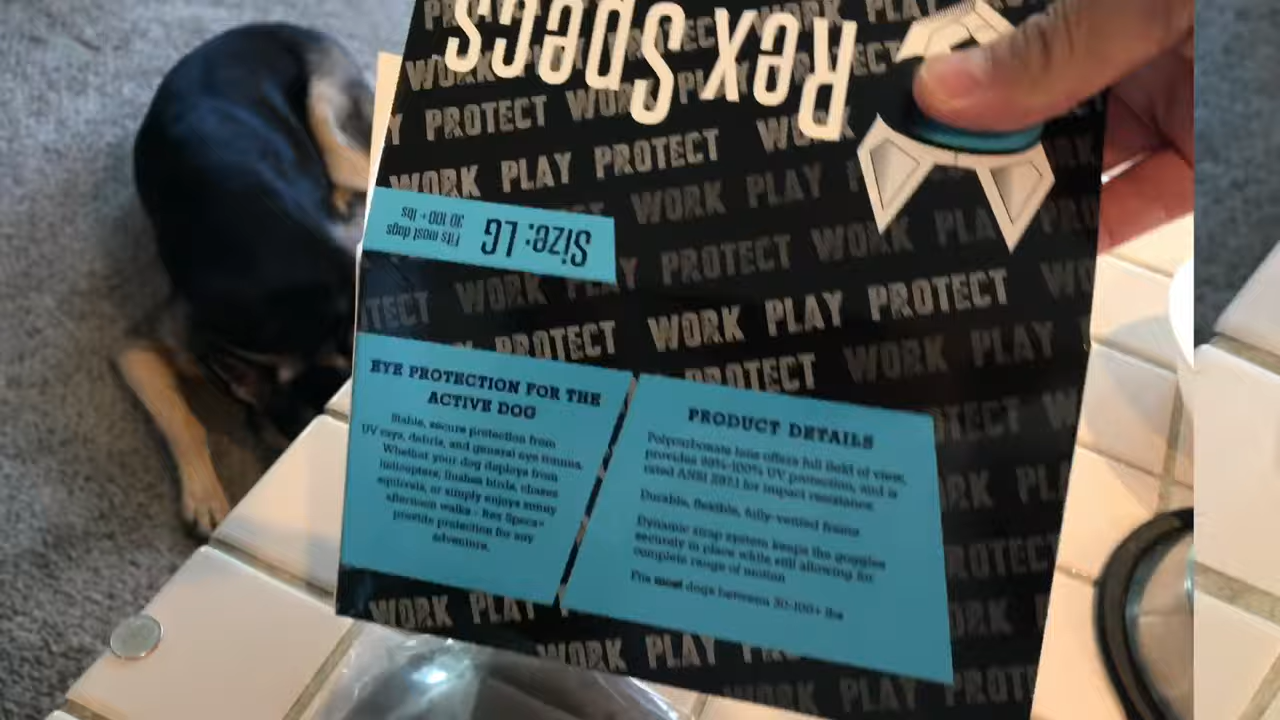 Rex Specs
Size: LG
Fits most dogs
30 100+ lbs
WORK PLAY PROTECT
EYE PROTECTION FOR THE
ACTIVE DOG
Stable, secure protection from
UV rays, debris, and general eye trauma.
Whether your dog deploys from
helicopters, flushes birds, chases
squirrels, or simply enjoys sunny
afternoon walks - Rex Specs
provide protection for any
adventure.
PRODUCT DETAILS
Polycarbonate lens offers full field of view,
provides 99%-100% UV protection, and is
rated ANSI Z87.1 for impact resistance.
Durable, flexible, fully-vented frame
Dynamic strap system keeps the goggles
securely in place while still allowing for
complete range of motion
Fits most dogs between 30-100+ lbs